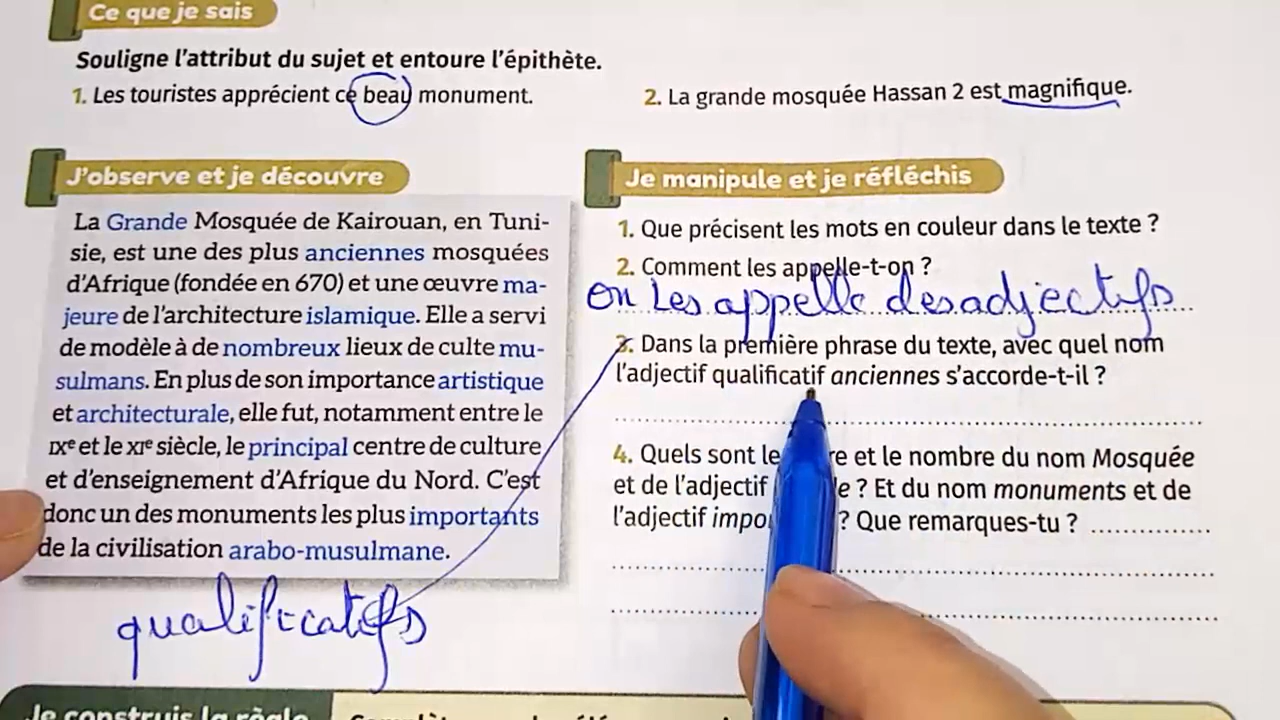 Ce que je sais
Souligne l'attribut du sujet et entoure l'épithète.
1. Les touristes apprécient ce beau monument.
2. La grande mosquée Hassan 2 est magnifique.
J'observe et je découvre
La Grande Mosquée de Kairouan, en Tuni-
sie, est une des plus anciennes mosquées
d'Afrique (fondée en 670) et une œuvre ma-
jeure de l'architecture islamique. Elle a servi
de modèle à de nombreux lieux de culte mu-
sulmans. En plus de son importance artistique
et architecturale, elle fut, notamment entre le
IXe et le XIe siècle, le principal centre de culture
et d'enseignement d'Afrique du Nord. C'est
donc un des monuments les plus importants
de la civilisation arabo-musulmane.
qualificatifs
Je manipule et je réfléchis
1. Que précisent les mots en couleur dans le texte ?
2. Comment les appelle-t-on ?
On les appelle des adjectifs
3. Dans la première phrase du texte, avec quel nom
l'adjectif qualificatif anciennes s'accorde-t-il ?
4. Quels sont le et le nombre du nom Mosquée
et de l'adjectif ? Et du nom monuments et de
l'adjectif ? Que remarques-tu ?
Je construis la règle